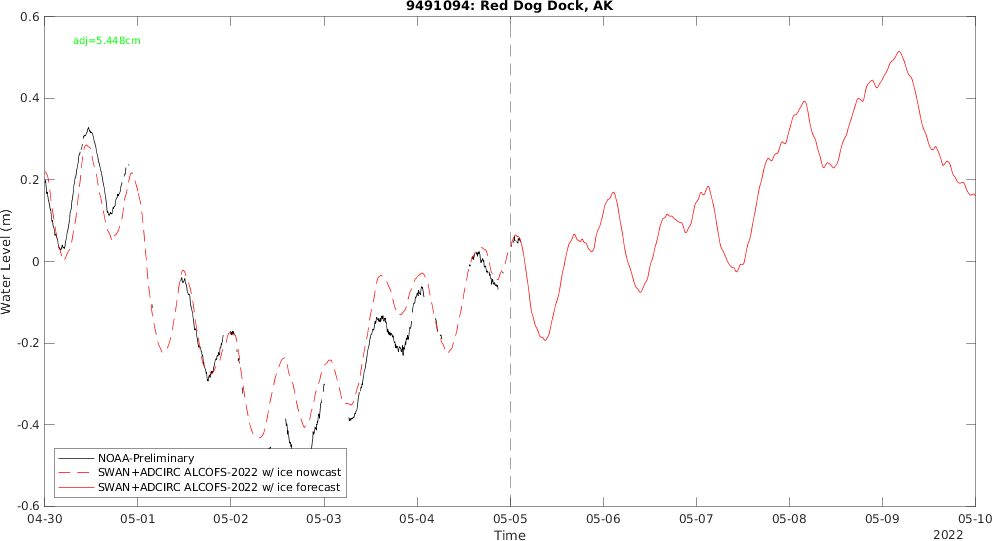 9491094: Red Dog Dock, AK
adj=5.448cm
Water Level (m)
0.6
0.4
0.2
0
-0.2
-0.4
-0.6
NOAA-Preliminary
SWAN+ADCIRC ALCOFS-2022 w/ ice nowcast
SWAN+ADCIRC ALCOFS-2022 w/ ice forecast
04-30 05-01 05-02 05-03 05-04 05-05 05-06 05-07 05-08 05-09 05-10
Time
2022